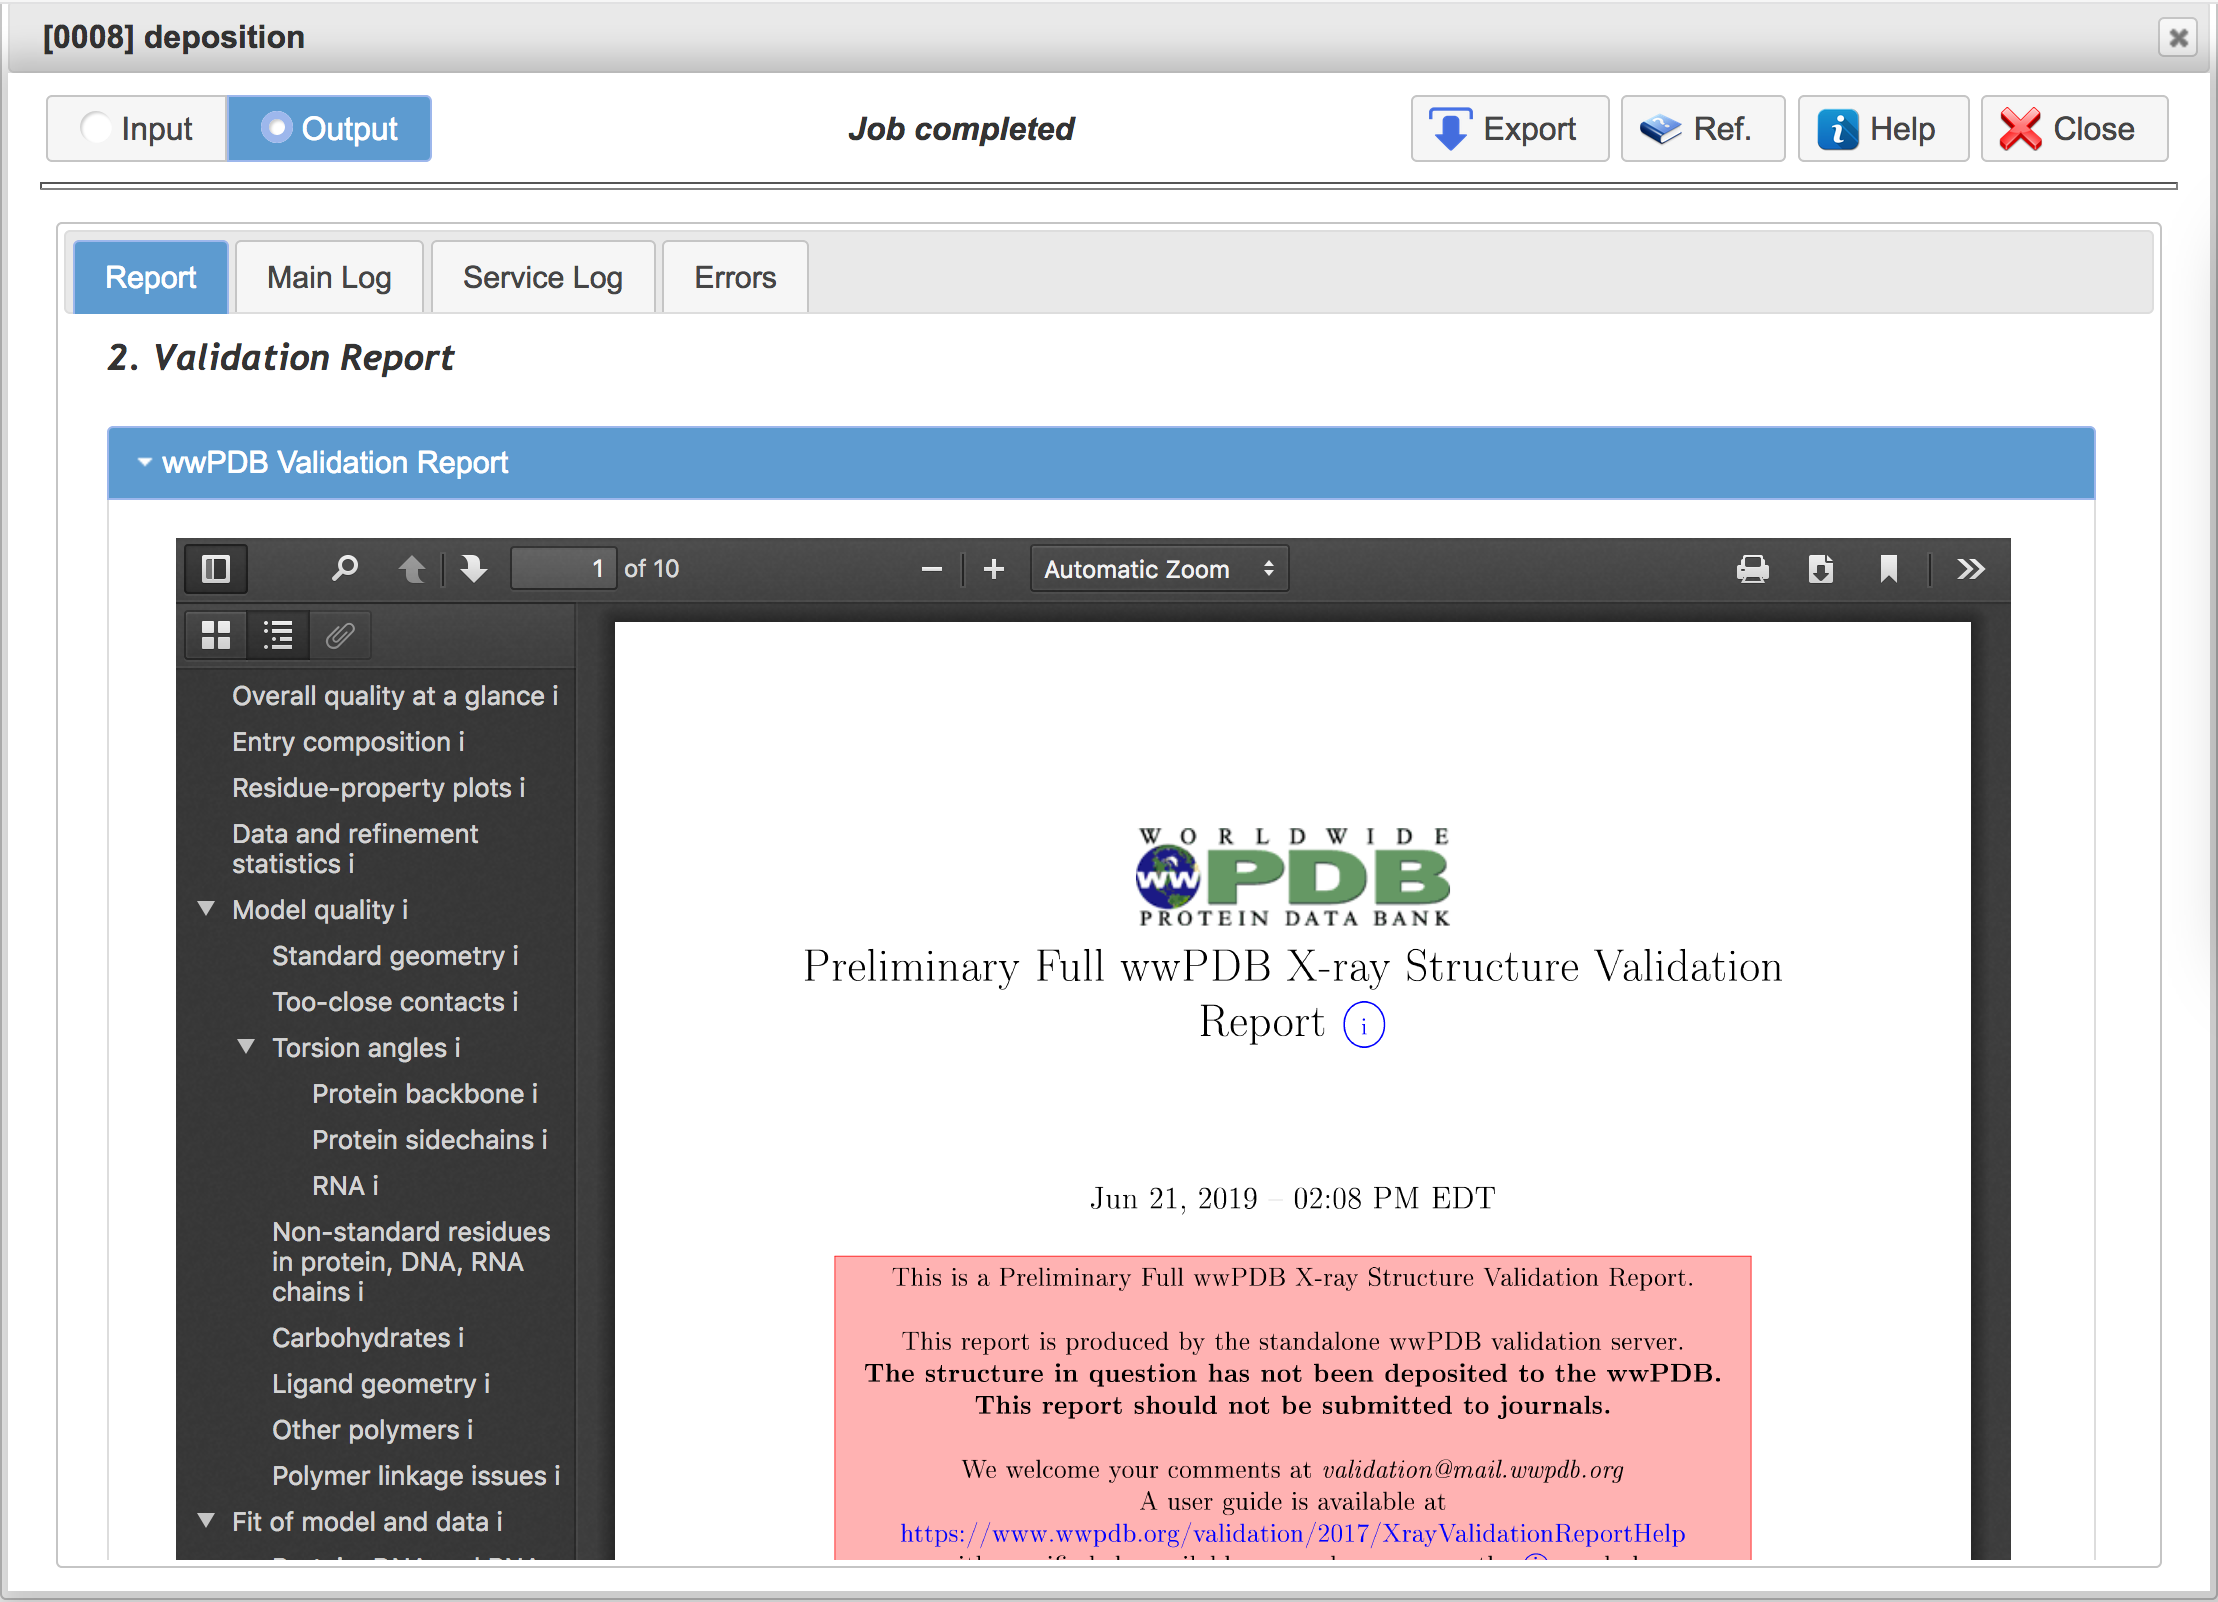 [0008] deposition
Input Output Job completed Export Ref. Help Close
Report Main Log Service Log Errors
2. Validation Report
wwPDB Validation Report
1 of 10 Automatic Zoom
Overall quality at a glance i
Entry composition i
Residue-property plots i
Data and refinement
statistics i
Model quality i
Standard geometry i
Too-close contacts i
Torsion angles i
Protein backbone i
Protein sidechains i
RNA i
Non-standard residues
in protein, DNA, RNA
chains i
Carbohydrates i
Ligand geometry i
Other polymers i
Polymer linkage issues i
Fit of model and data i
WORLDWIDE
ww PDB
PROTEIN DATA BANK
Preliminary Full wwPDB X-ray Structure Validation
Report i
Jun 21, 2019 – 02:08 PM EDT
This is a Preliminary Full wwPDB X-ray Structure Validation Report.
This report is produced by the standalone wwPDB validation server.
The structure in question has not been deposited to the wwPDB.
This report should not be submitted to journals.
We welcome your comments at validation@mail.wwpdb.org
A user guide is available at
https://www.wwpdb.org/validation/2017/XrayValidationReportHelp